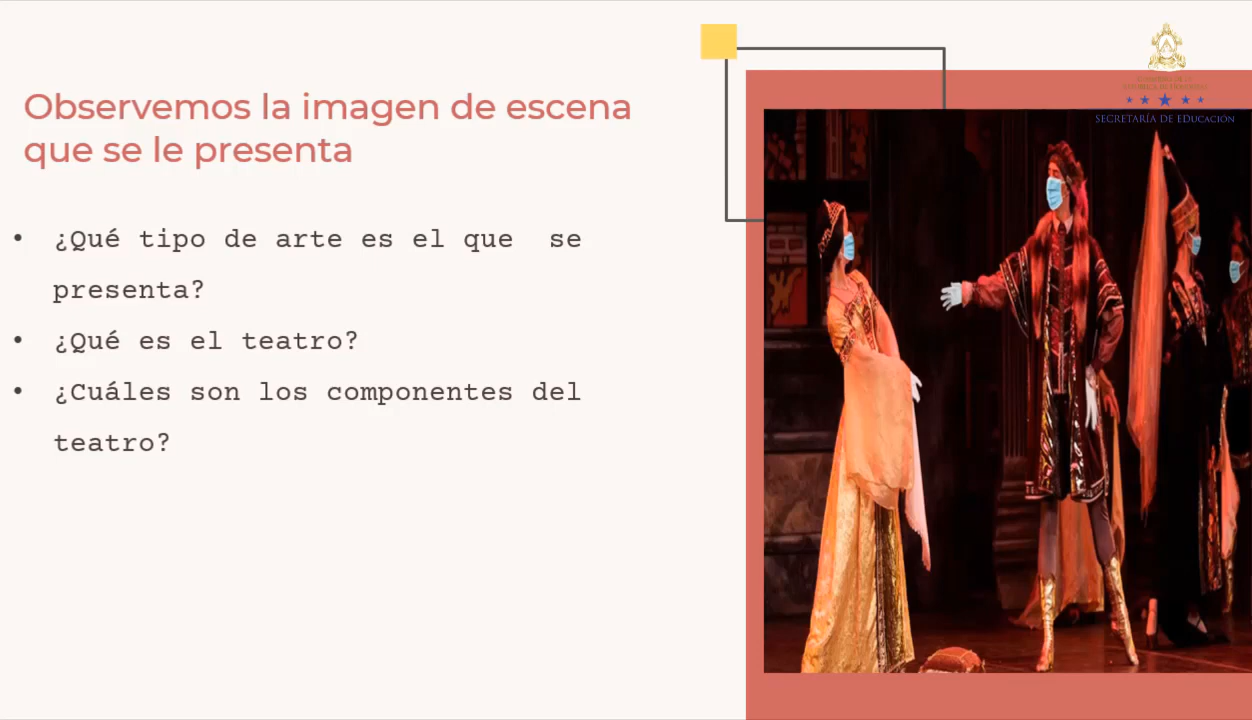 Observemos la imagen de escena
que se le presenta
• ¿Qué tipo de arte es el que se
presenta?
• ¿Qué es el teatro?
• ¿Cuáles son los componentes del
teatro?
SECRETARÍA DE EDUCACIÓN